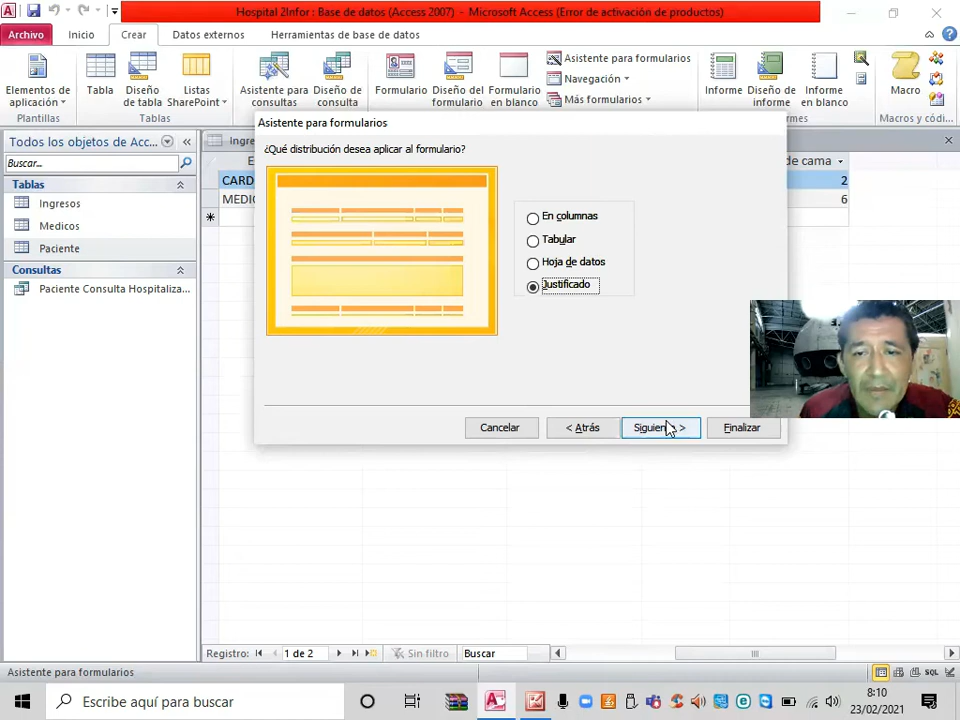 Hospital 2Infor : Base de datos (Access 2007) - Microsoft Access (Error de activación de productos)
Archivo Inicio Crear Datos externos Herramientas de base de datos
Elementos de aplicación
Tabla
Diseño de tabla
Listas SharePoint
Asistente para consultas
Diseño de consulta
Formulario
Diseño del formulario
Formulario en blanco
Asistente para formularios
Navegación
Más formularios
Informe
Diseño de informe
Informe en blanco
Macro
Plantillas
Tablas
Macros y códi...
Asistente para formularios
Todos los objetos de Acc...
Buscar...
Tablas
Ingresos
Medicos
Paciente
Consultas
Paciente Consulta Hospitaliza...
Ingre
de cama
CARD
2
MEDIC
6
¿Qué distribución desea aplicar al formulario?
En columnas
Tabular
Hoja de datos
Justificado
Cancelar
< Atrás
Finalizar
Registro: 1 de 2 Sin filtro Buscar
Asistente para formularios
SQL
Escribe aquí para buscar
8:10
23/02/2021